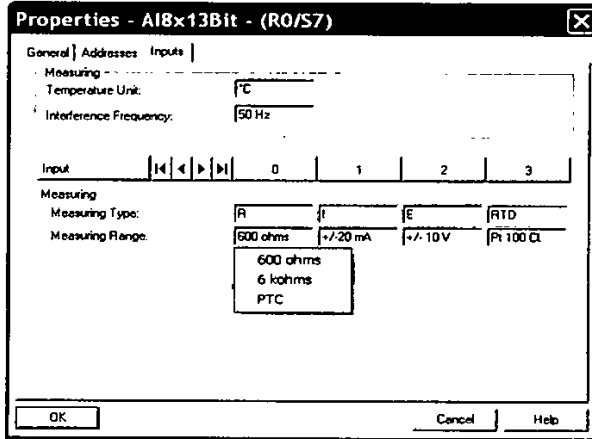 Properties - AI8x13Bit - (R0/S7)
General Addresses Inputs
Measuring
Temperature Unit: °C
Interference Frequency: 50 Hz
Input 0 1 2 3
Measuring
Measuring Type: R I E RTD
Measuring Range: 600 ohms +/-20 mA +/- 10 V Pt 100 Cl.
600 ohms
6 kohms
PTC
OK Cancel Help